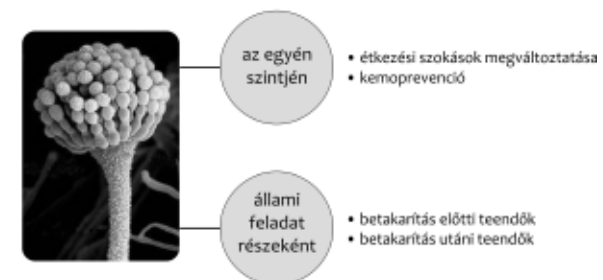 az egyén
szintjén
• étkezési szokások megváltoztatása
• kemoprevenció
állami
feladat
részeként
• betakarítás előtti teendők
• betakarítás utáni teendők